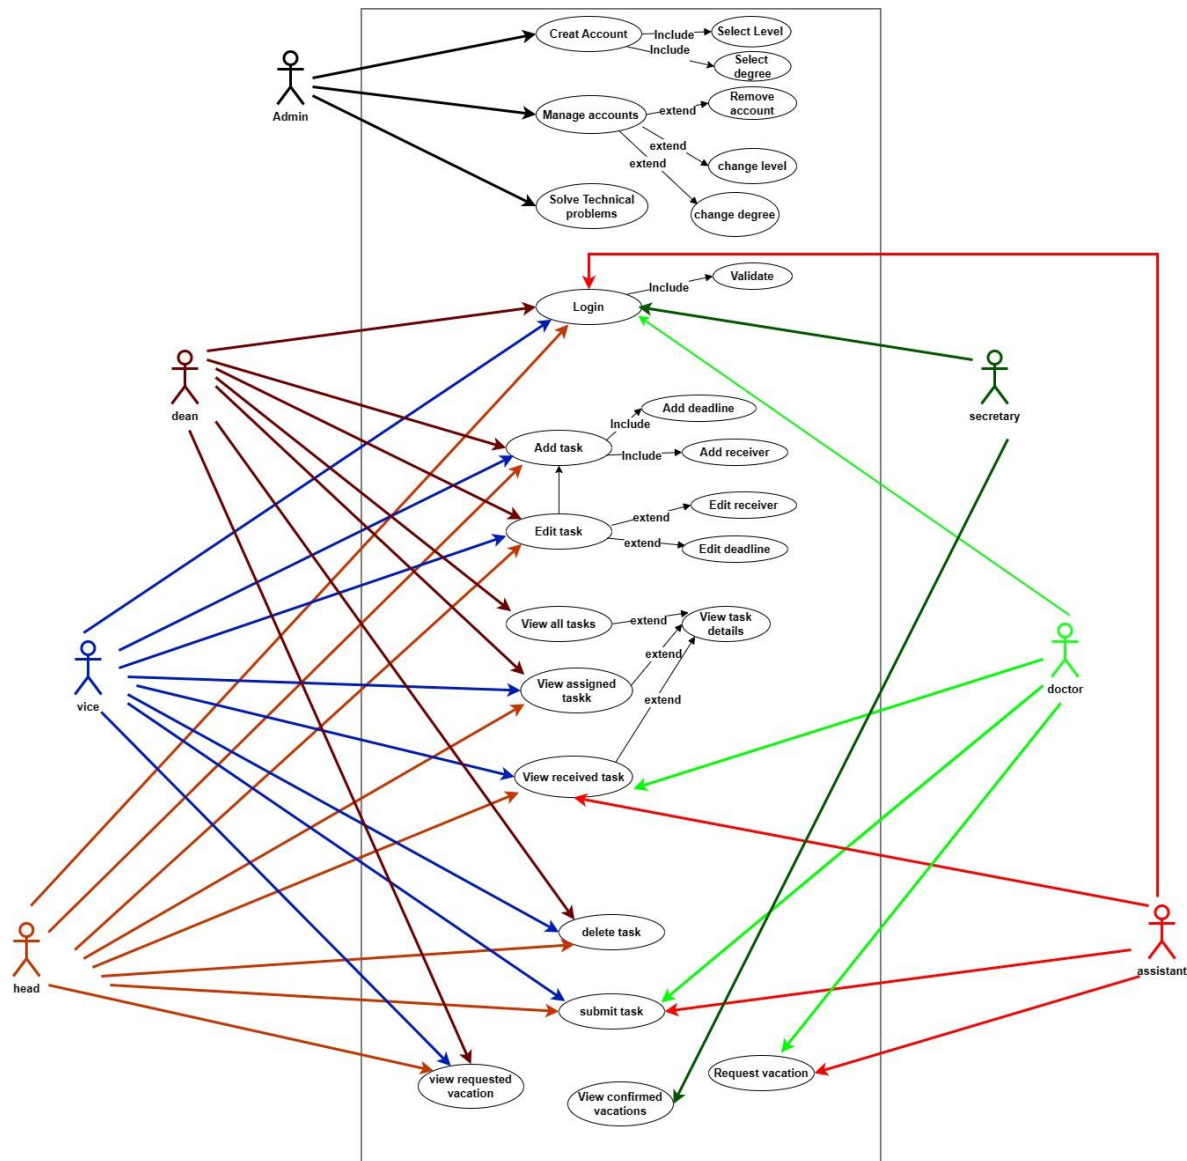 Creat Account
Include
Select Level
Include
Select
degree
Admin
Manage accounts
extend
Remove
account
extend
change level
extend
change degree
Solve Technical
problems
Login
Include
Validate
dean
secretary
Add task
Include
Add deadline
Include
Add receiver
Edit task
extend
Edit receiver
extend
Edit deadline
View all tasks
extend
View task
details
extend
View assigned
taskk
extend
vice
doctor
View received task
delete task
head
assistant
submit task
view requested
vacation
Request vacation
View confirmed
vacations